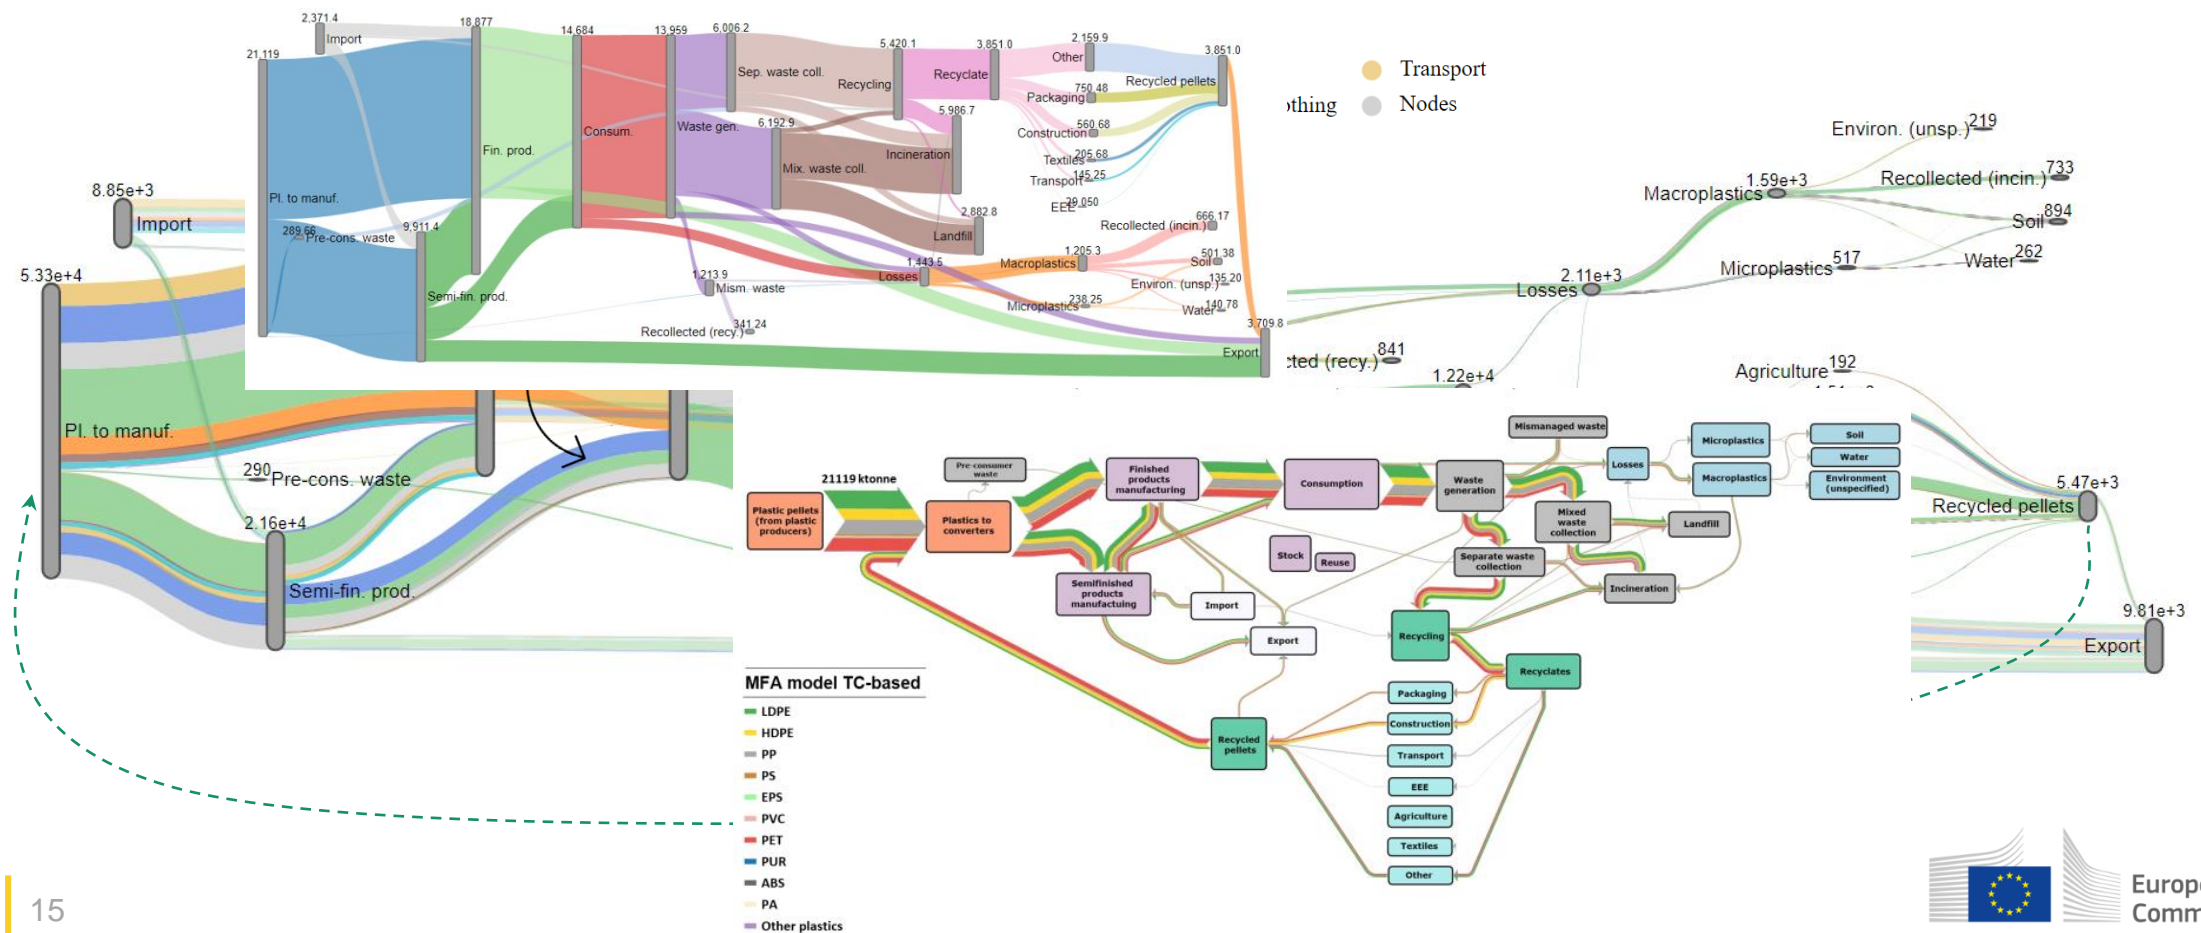 2,371.4
Import
21,119
Pl. to manuf.
289.66
Pre-cons. waste
18,877
Fin. prod.
9,911.4
Semi-fin. prod.
14,684
Consum.
13,959
Waste gen.
6,006.2
Sep. waste coll.
6,192.9
Mix. waste coll.
1,213.9
Mism. waste
Recollected (recy.)
341.24
5,420.1
Recycling
3,851.0
Recyclate
5,986.7
Incineration
2,882.8
Landfill
1,443.5
Losses
2,159.9
Other
750.48
Packaging
560.68
Construction
205.68
Textiles
145.25
Transport
29.050
EEE
3,851.0
Recycled pellets
Recollected (incin.)
666.17
1,205.3
Macroplastics
501.38
Soil
135.20
Environ. (unsp.)
238.25
Microplastics
140.78
Water
3,709.8
Export
Transport
othing
Nodes
Environ. (unsp.)
219
733
Recollected (incin.)
1.59e+3
Macroplastics
894
Soil
517
Microplastics
262
Water
2.11e+3
Losses
cted (recy.)
841
1.22e+4
Agriculture
192
8.85e+3
Import
5.33e+4
Pl. to manuf.
290
Pre-cons. waste
2.16e+4
Semi-fin. prod.
5.47e+3
Recycled pellets
9.81e+3
Export
Plastic pellets
(from plastic
producers)
21119 ktonne
Plastics to
converters
Pre-consumer
waste
Finished
products
manufacturing
Semifinished
products
manufactuing
Import
Export
Consumption
Stock
Reuse
Waste
generation
Mismanaged waste
Mixed
waste
collection
Separate waste
collection
Losses
Microplastics
Macroplastics
Soil
Water
Environment
(unspecified)
Landfill
Incineration
Recycling
Recyclates
Packaging
Construction
Transport
EEE
Agriculture
Textiles
Other
Recycled
pellets
MFA model TC-based
LDPE
HDPE
PP
PS
EPS
PVC
PET
PUR
ABS
PA
Other plastics
15
Europe
Comm